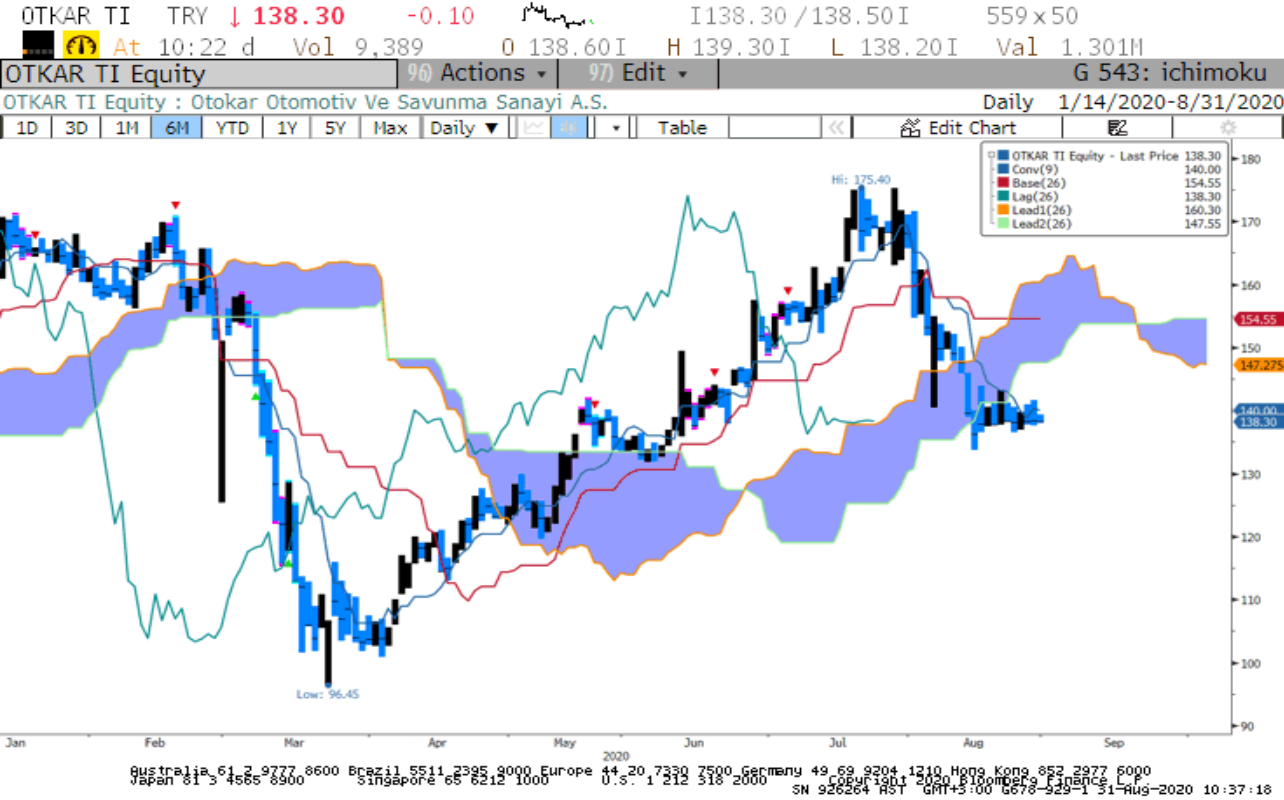 OTKAR TI TRY ↓ 138.30 -0.10 I138.30 /138.50I 559x50
At 10:22 d Vol 9,389 O 138.60I H 139.30I L 138.20I Val 1.301M
OTKAR TI Equity 96) Actions 97) Edit G 543: ichimoku
OTKAR TI Equity : Otokar Otomotiv Ve Savunma Sanayi A.S. Daily 1/14/2020-8/31/2020
1D 3D 1M 6M YTD 1Y 5Y Max Daily ▼ Table « Edit Chart
OTKAR TI Equity - Last Price 138.30
Conv(9) 140.00
Base(26) 154.55
Lag(26) 138.30
Lead1(26) 160.30
Lead2(26) 147.55
Hi: 175.40
Low: 96.45
180
170
160
154.55
150
147.275
140.00
138.30
130
120
110
100
90
Jan Feb Mar Apr May Jun Jul Aug Sep
2020
Australia 61 2 9777 8600 Brazil 5511 2395 9000 Europe 44 20 7330 7500 Germany 49 69 9204 1210 Hong Kong 852 2977 6000
Japan 81 3 4565 8900 Singapore 65 6212 1000 U.S. 1 212 318 2000 Copyright 2020 Bloomberg Finance L.P.
SN 926264 AST GMT+3:00 G678-929-1 31-Aug-2020 10:37:18